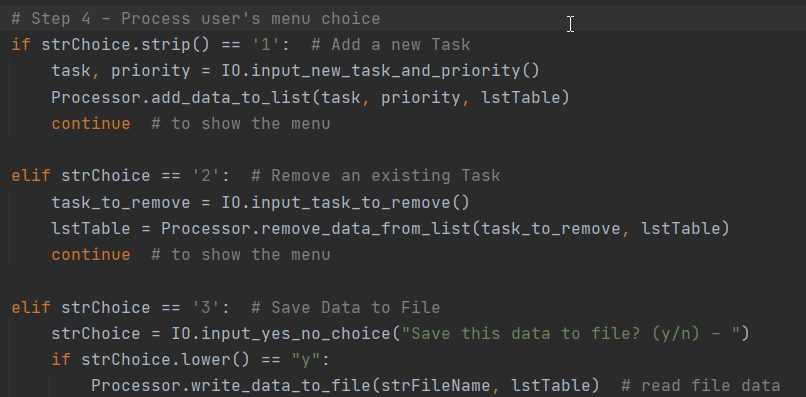 # Step 4 - Process user's menu choice
if strChoice.strip() == '1':  # Add a new Task
    task, priority = IO.input_new_task_and_priority()
    Processor.add_data_to_list(task, priority, lstTable)
    continue  # to show the menu
elif strChoice == '2':  # Remove an existing Task
    task_to_remove = IO.input_task_to_remove()
    lstTable = Processor.remove_data_from_list(task_to_remove, lstTable)
    continue  # to show the menu
elif strChoice == '3':  # Save Data to File
    strChoice = IO.input_yes_no_choice("Save this data to file? (y/n) - ")
    if strChoice.lower() == "y":
        Processor.write_data_to_file(strFileName, lstTable)  # read file data